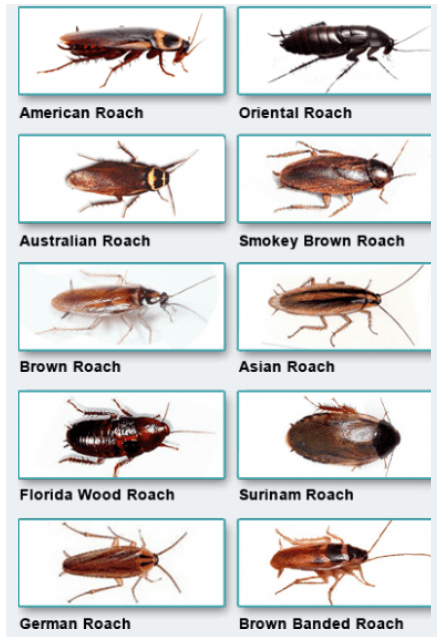 American Roach
Oriental Roach
Australian Roach
Smokey Brown Roach
Brown Roach
Asian Roach
Florida Wood Roach
Surinam Roach
German Roach
Brown Banded Roach